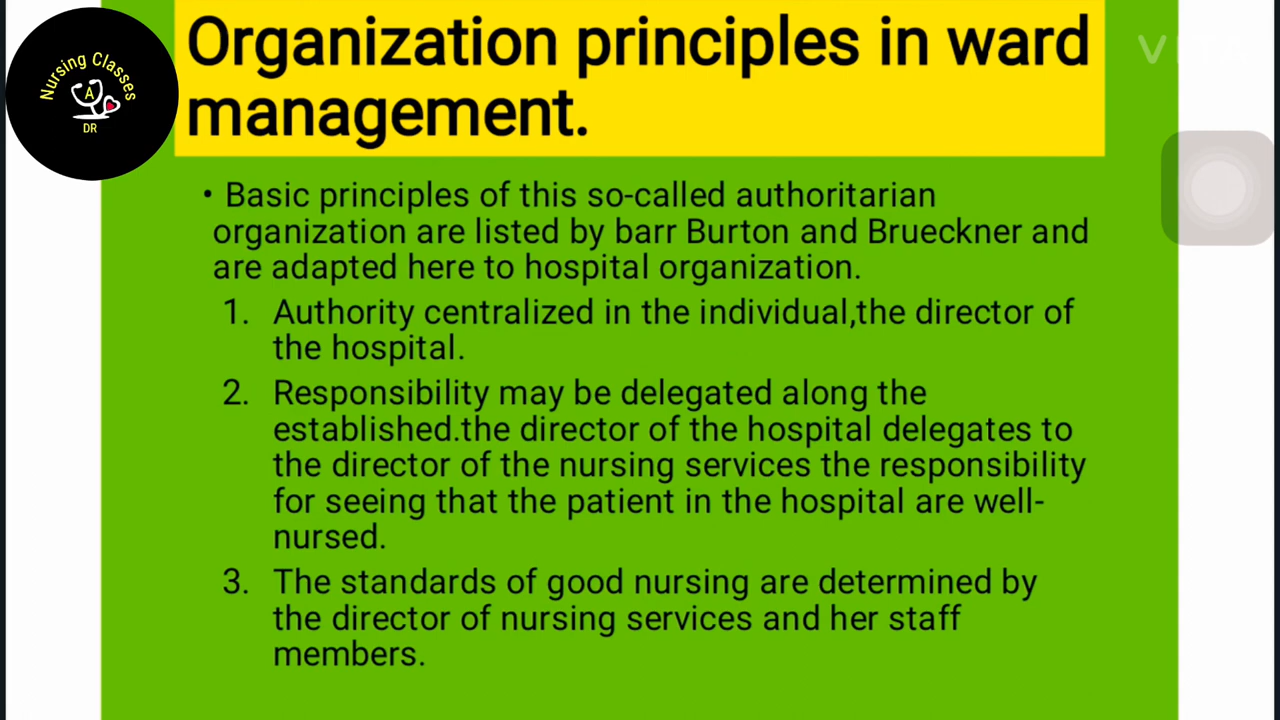 Organization principles in ward
management.
VITA
Nursing Classes
A
DR
• Basic principles of this so-called authoritarian
organization are listed by barr Burton and Brueckner and
are adapted here to hospital organization.
1. Authority centralized in the individual,the director of
the hospital.
2. Responsibility may be delegated along the
established.the director of the hospital delegates to
the director of the nursing services the responsibility
for seeing that the patient in the hospital are well-
nursed.
3. The standards of good nursing are determined by
the director of nursing services and her staff
members.